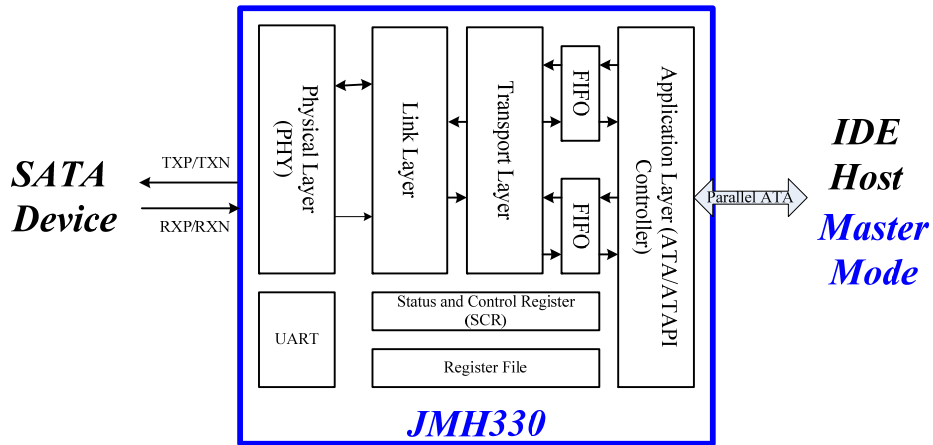 SATA
Device
TXP/TXN
RXP/RXN
Physical Layer
(PHY)
Link Layer
Transport Layer
FIFO
FIFO
Application Layer (ATA/ATAPI
Controller)
Parallel ATA
IDE
Host
Master
Mode
UART
Status and Control Register
(SCR)
Register File
JMH330